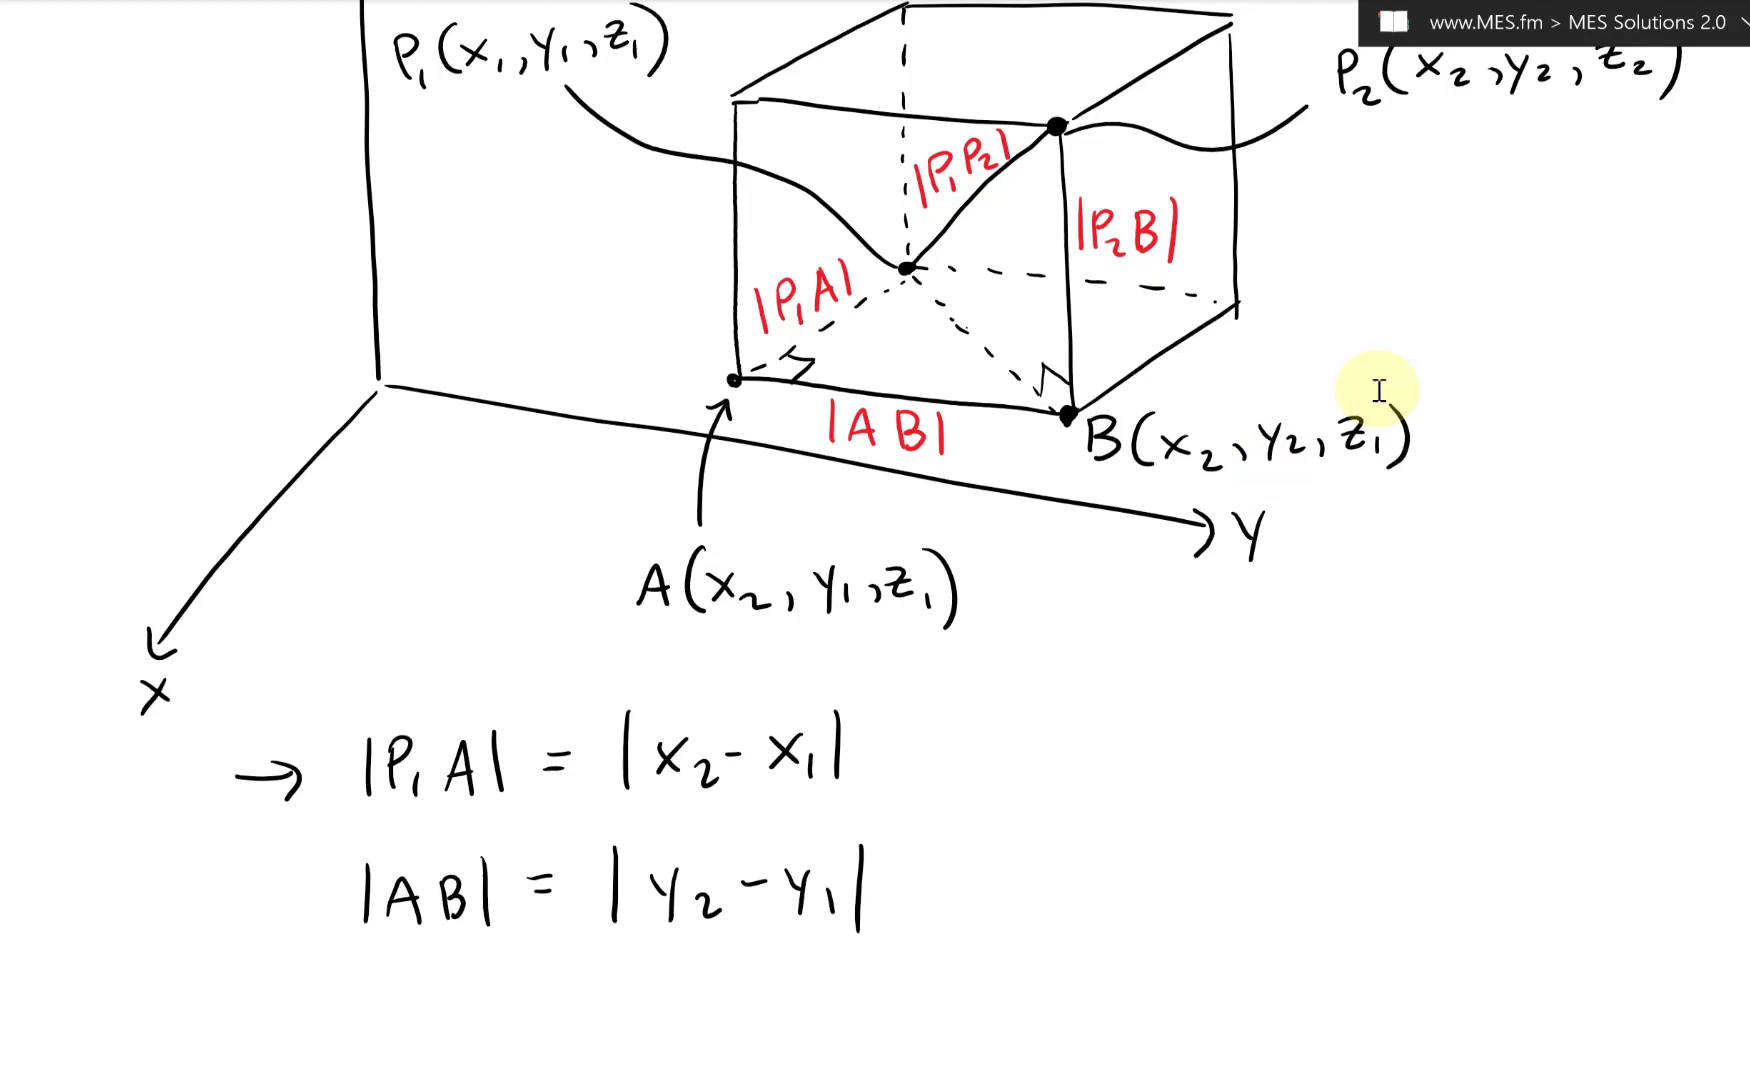 www.MES.fm > MES Solutions 2.0
P₁(x₁,y₁,z₁)
P₂(x₂,y₂,z₂)
|P₁P₂|
|P₂B|
|P₁A|
|AB|
B(x₂,y₂,z₁)
Y
A(x₂,y₁,z₁)
X
→ |P₁A| = |x₂-x₁|
|AB| = |y₂-y₁|